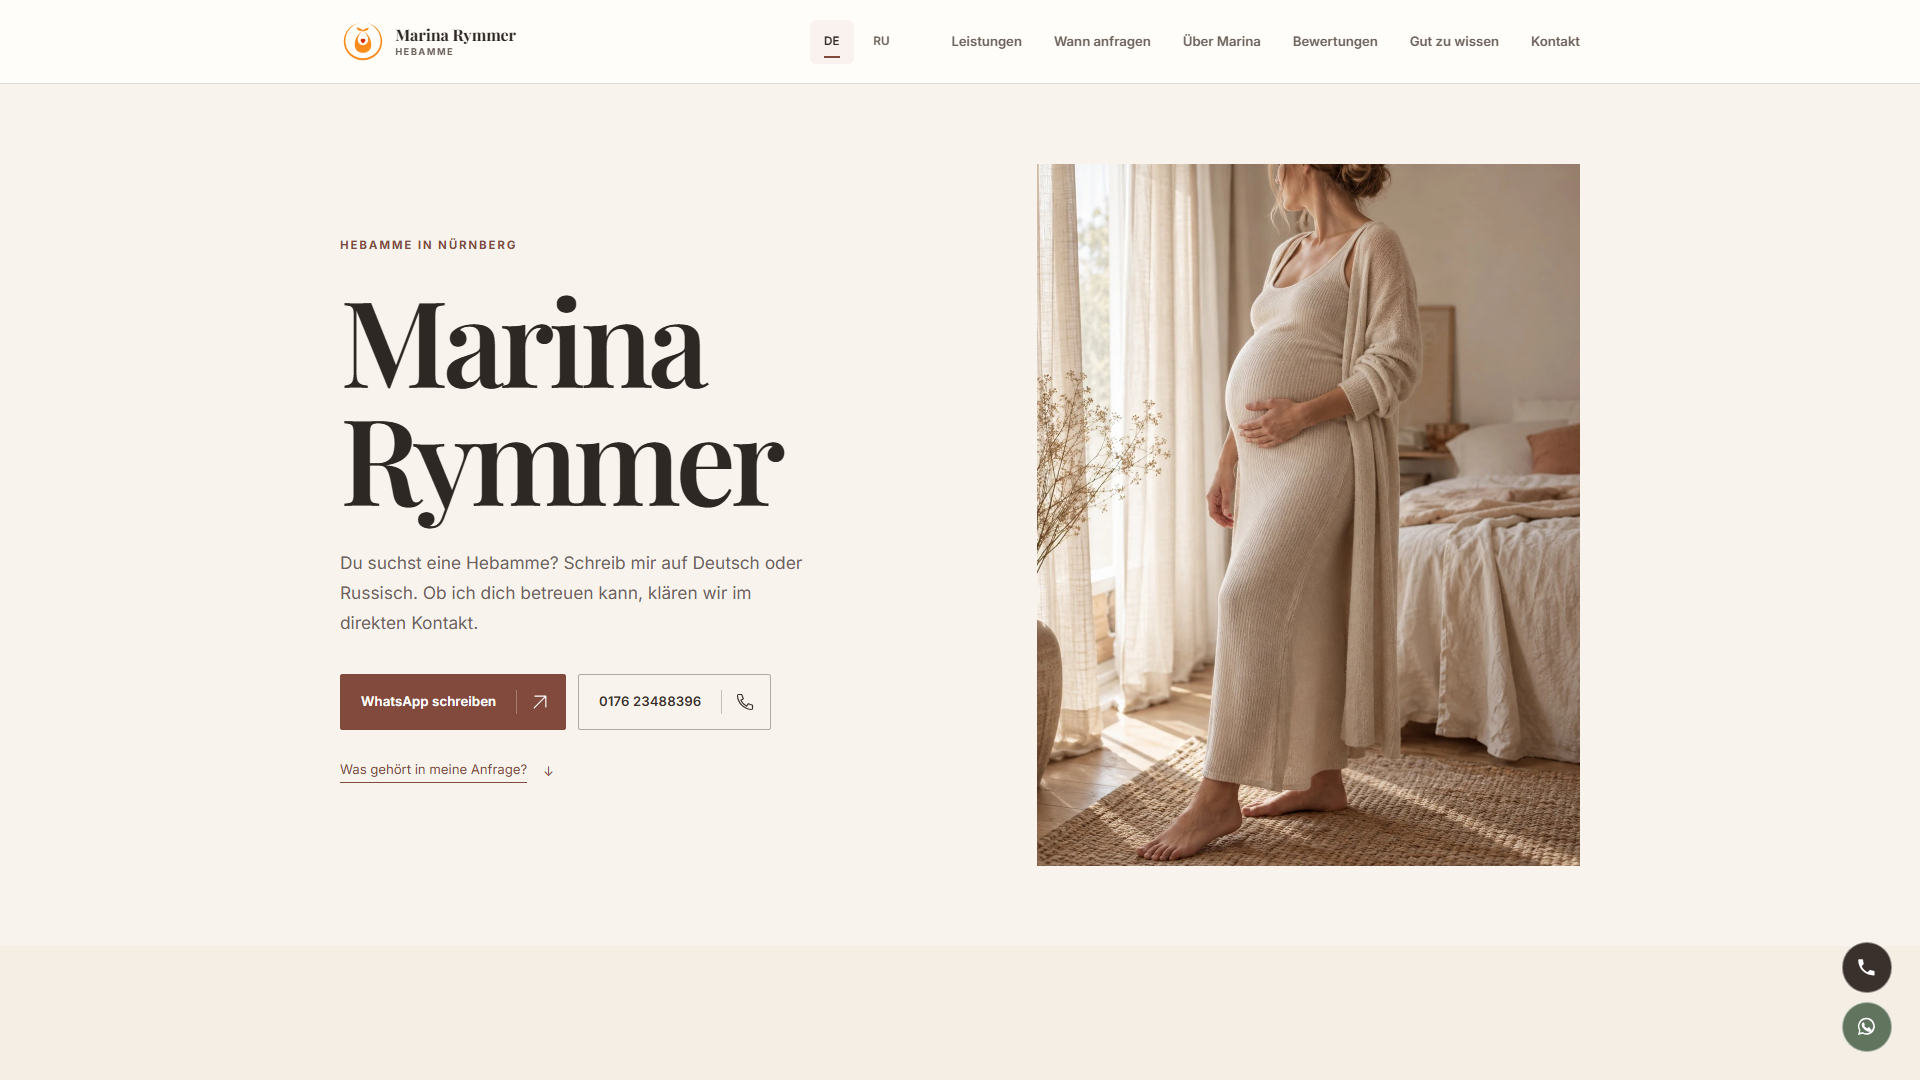 Marina Rymmer
HEBAMME
DE
RU
Leistungen
Wann anfragen
Über Marina
Bewertungen
Gut zu wissen
Kontakt
HEBAMME IN NÜRNBERG
Marina
Rymmer
Du suchst eine Hebamme? Schreib mir auf Deutsch oder
Russisch. Ob ich dich betreuen kann, klären wir im
direkten Kontakt.
WhatsApp schreiben
0176 23488396
Was gehört in meine Anfrage?